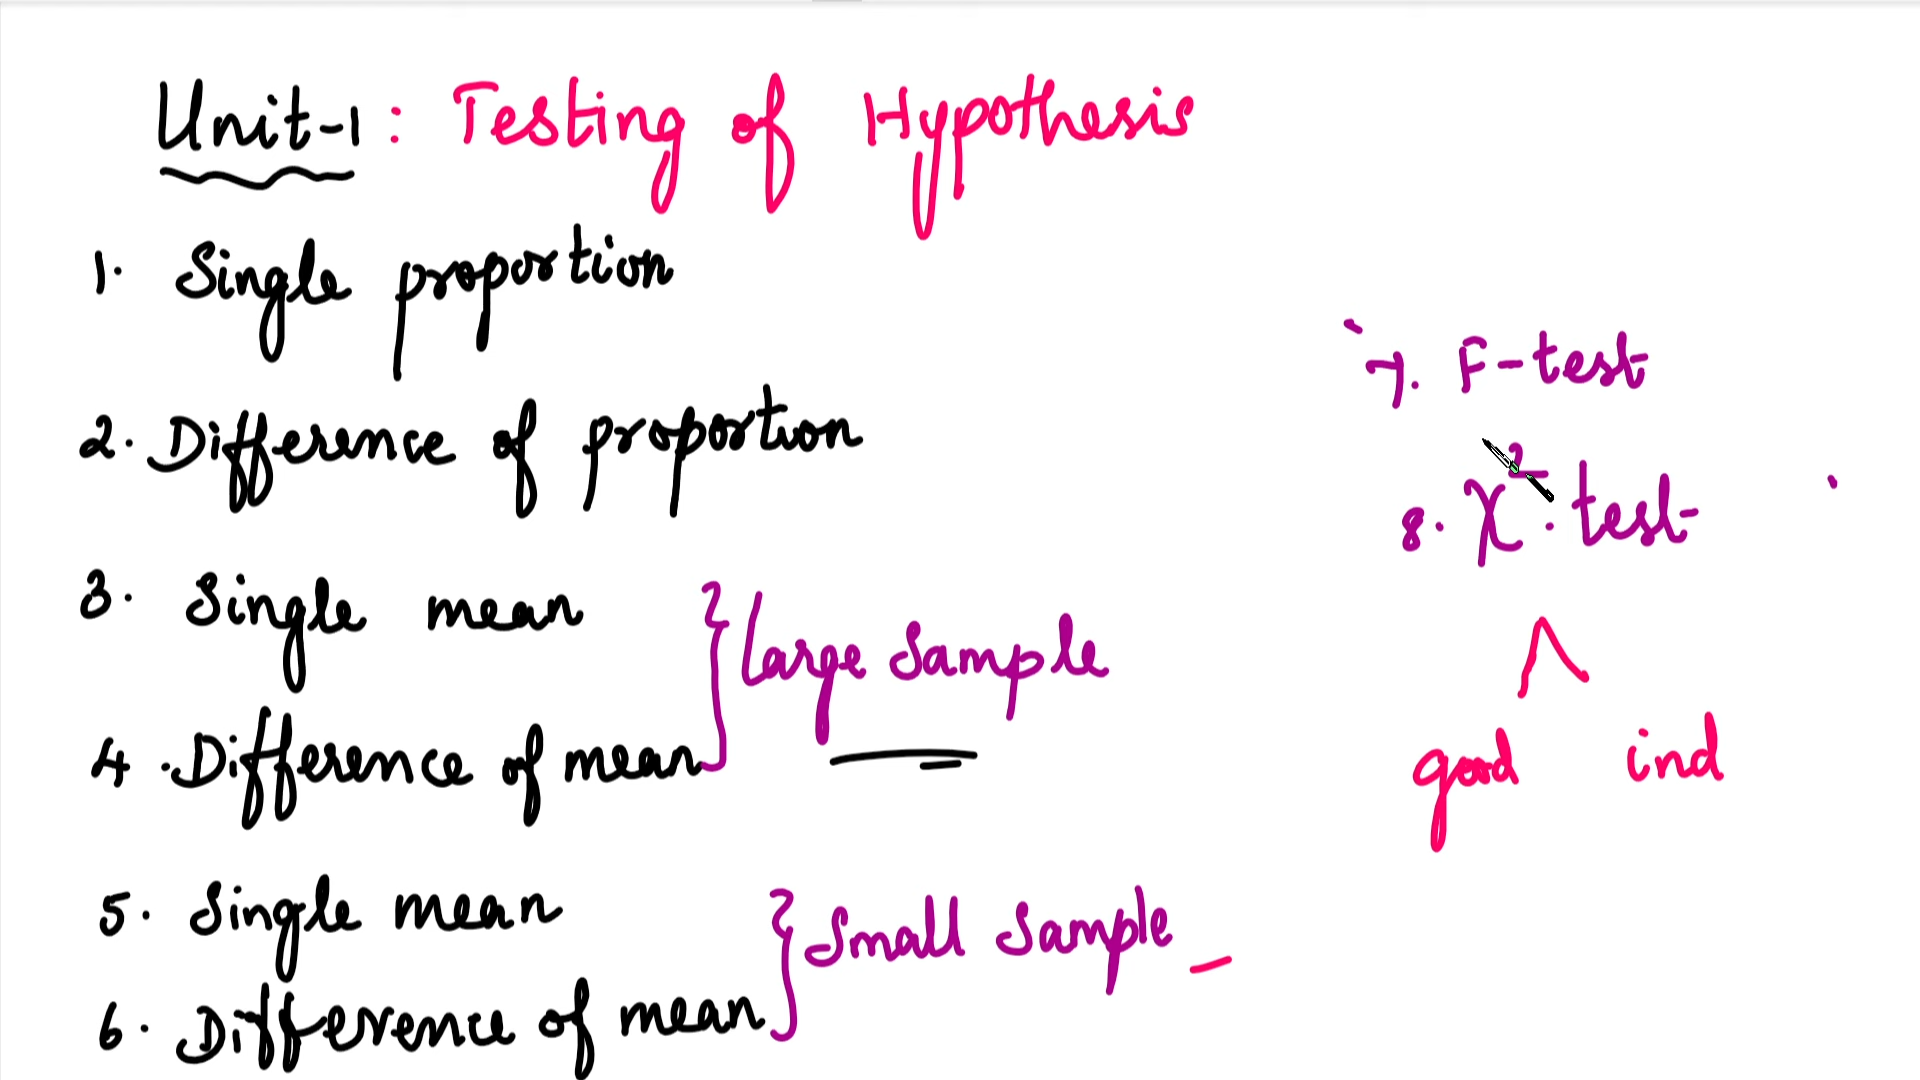 Unit-1: Testing of Hypothesis
1. Single proportion
2. Difference of proportion
3. Single mean
4. Difference of mean
} Large Sample
5. Single mean
6. Difference of mean
} Small Sample
7. F-test
8. χ². test
good ind